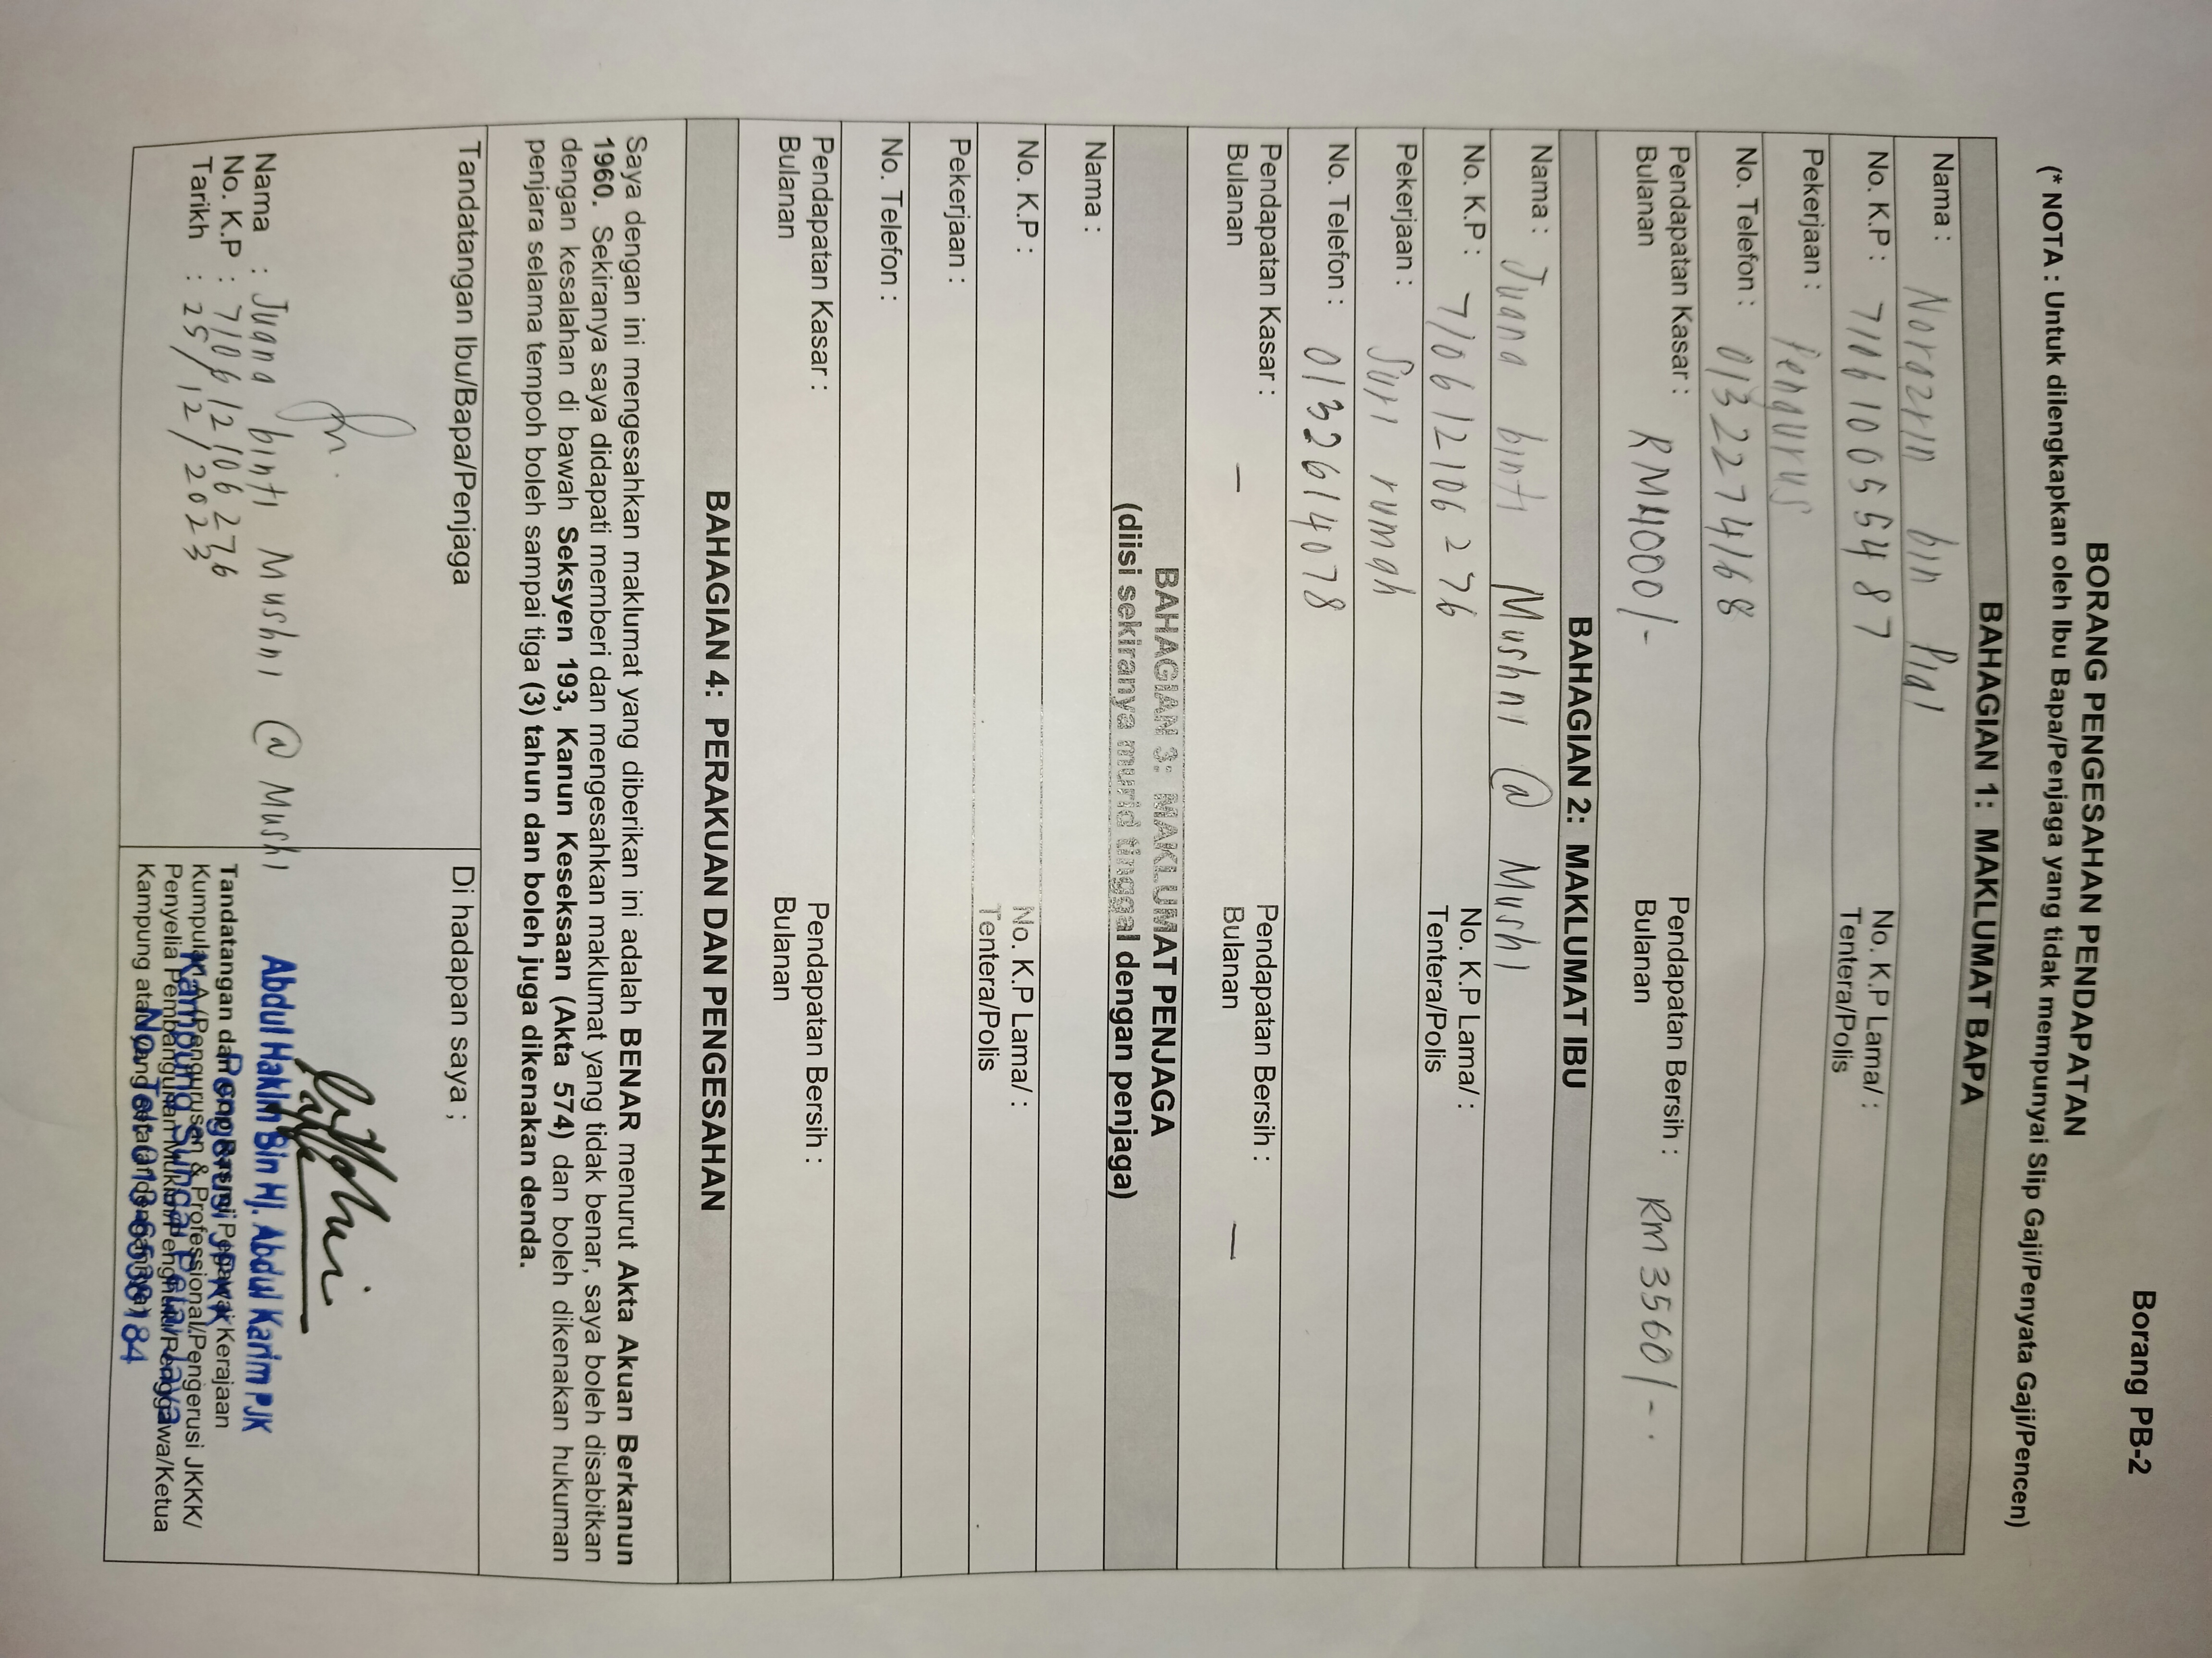 Borang PB-2
BORANG PENGESAHAN PENDAPATAN
(* NOTA : Untuk dilengkapkan oleh Ibu Bapa/Penjaga yang tidak mempunyai Slip Gaji/Penyata Gaji/Pencen)
BAHAGIAN 1: MAKLUMAT BAPA
Nama : Norazrin bin Pial
No. K.P : 710610055487 No. K.P Lama/ :
Tentera/Polis
Pekerjaan : Pengurus
No. Telefon : 0132274168
Pendapatan Kasar : RM4000/- Pendapatan Bersih : RM 3560/-
Bulanan Bulanan
BAHAGIAN 2: MAKLUMAT IBU
Nama : Juana binti Mushni @ Mushi
No. K.P : 710612106276 No. K.P Lama/ :
Tentera/Polis
Pekerjaan : Suri rumah
No. Telefon : 0132614078
Pendapatan Kasar : — Pendapatan Bersih : —
Bulanan Bulanan
BAHAGIAN 3: MAKLUMAT PENJAGA
(diisi sekiranya murid tinggal dengan penjaga)
Nama :
No. K.P : No. K.P Lama/ :
Tentera/Polis
Pekerjaan :
No. Telefon :
Pendapatan Kasar : Pendapatan Bersih :
Bulanan Bulanan
BAHAGIAN 4: PERAKUAN DAN PENGESAHAN
Saya dengan ini mengesahkan maklumat yang diberikan ini adalah BENAR menurut Akta Akuan Berkanun
1960. Sekiranya saya didapati memberi dan mengesahkan maklumat yang tidak benar, saya boleh disabitkan
dengan kesalahan di bawah Seksyen 193, Kanun Keseksaan (Akta 574) dan boleh dikenakan hukuman
penjara selama tempoh boleh sampai tiga (3) tahun dan boleh juga dikenakan denda.
Tandatangan Ibu/Bapa/Penjaga
Nama : Juana binti Mushni @ Mushi
No. K.P : 710612106276
Tarikh : 25/12/2023
Di hadapan saya ;
Abdul Hakim Bin Hj. Abdul Karim PJK
Pengerusi JPKK
Kampung Sungai Petai Jaya
No. Tel: 013-6538184
Tandatangan dan Cop Rasmi Pegawai Kerajaan
Kumpulan A (Pengurusan & Professional/Pengerusi JKKK/
Penyelia Pembangunan Mukim/Penghulu/Penggawa/Ketua
Kampung atau yang setaraf dengannya)